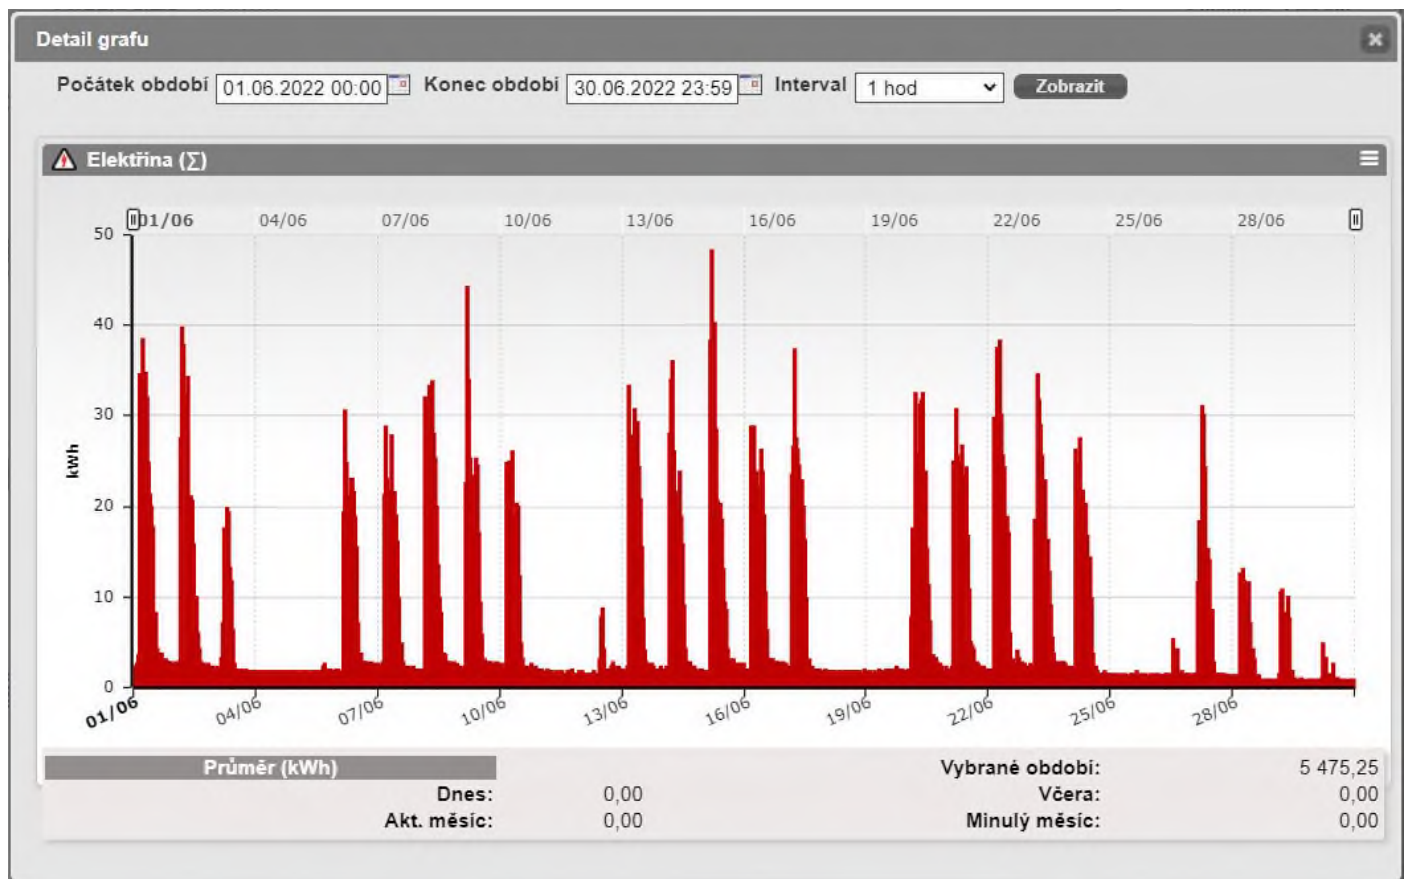 Detail grafu
Počátek období 01.06.2022 00:00 Konec období 30.06.2022 23:59 Interval 1 hod Zobrazit
Elektřina (∑)
01/06 04/06 07/06 10/06 13/06 16/06 19/06 22/06 25/06 28/06
50
40
30
20
10
0
kWh
01/06 04/06 07/06 10/06 13/06 16/06 19/06 22/06 25/06 28/06
Průměr (kWh) Vybrané období: 5 475,25
Dnes: 0,00 Včera: 0,00
Akt. měsíc: 0,00 Minulý měsíc: 0,00